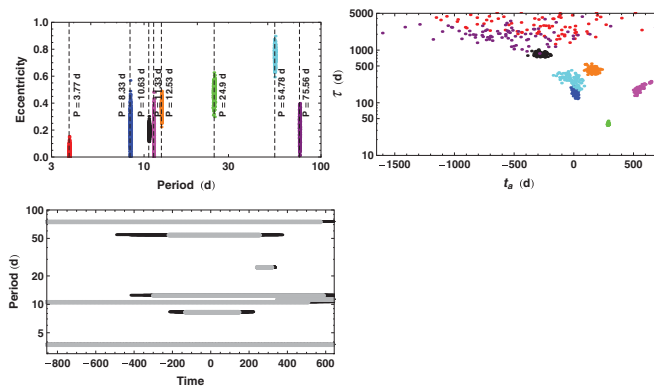 1.0
0.8
0.6
0.4
0.2
0.0
Eccentricity
P = 3.77 d
P = 8.33 d
P = 10.63 d
P = 11.33 d
P = 12.53 d
P = 24.9 d
P = 54.78 d
P = 75.56 d
3 10 30 100
Period (d)
5000
1000
500
100
50
10
τ (d)
−1500 −1000 −500 0 500
t_a (d)
100
50
10
5
Period (d)
−800 −600 −400 −200 0 200 400 600
Time